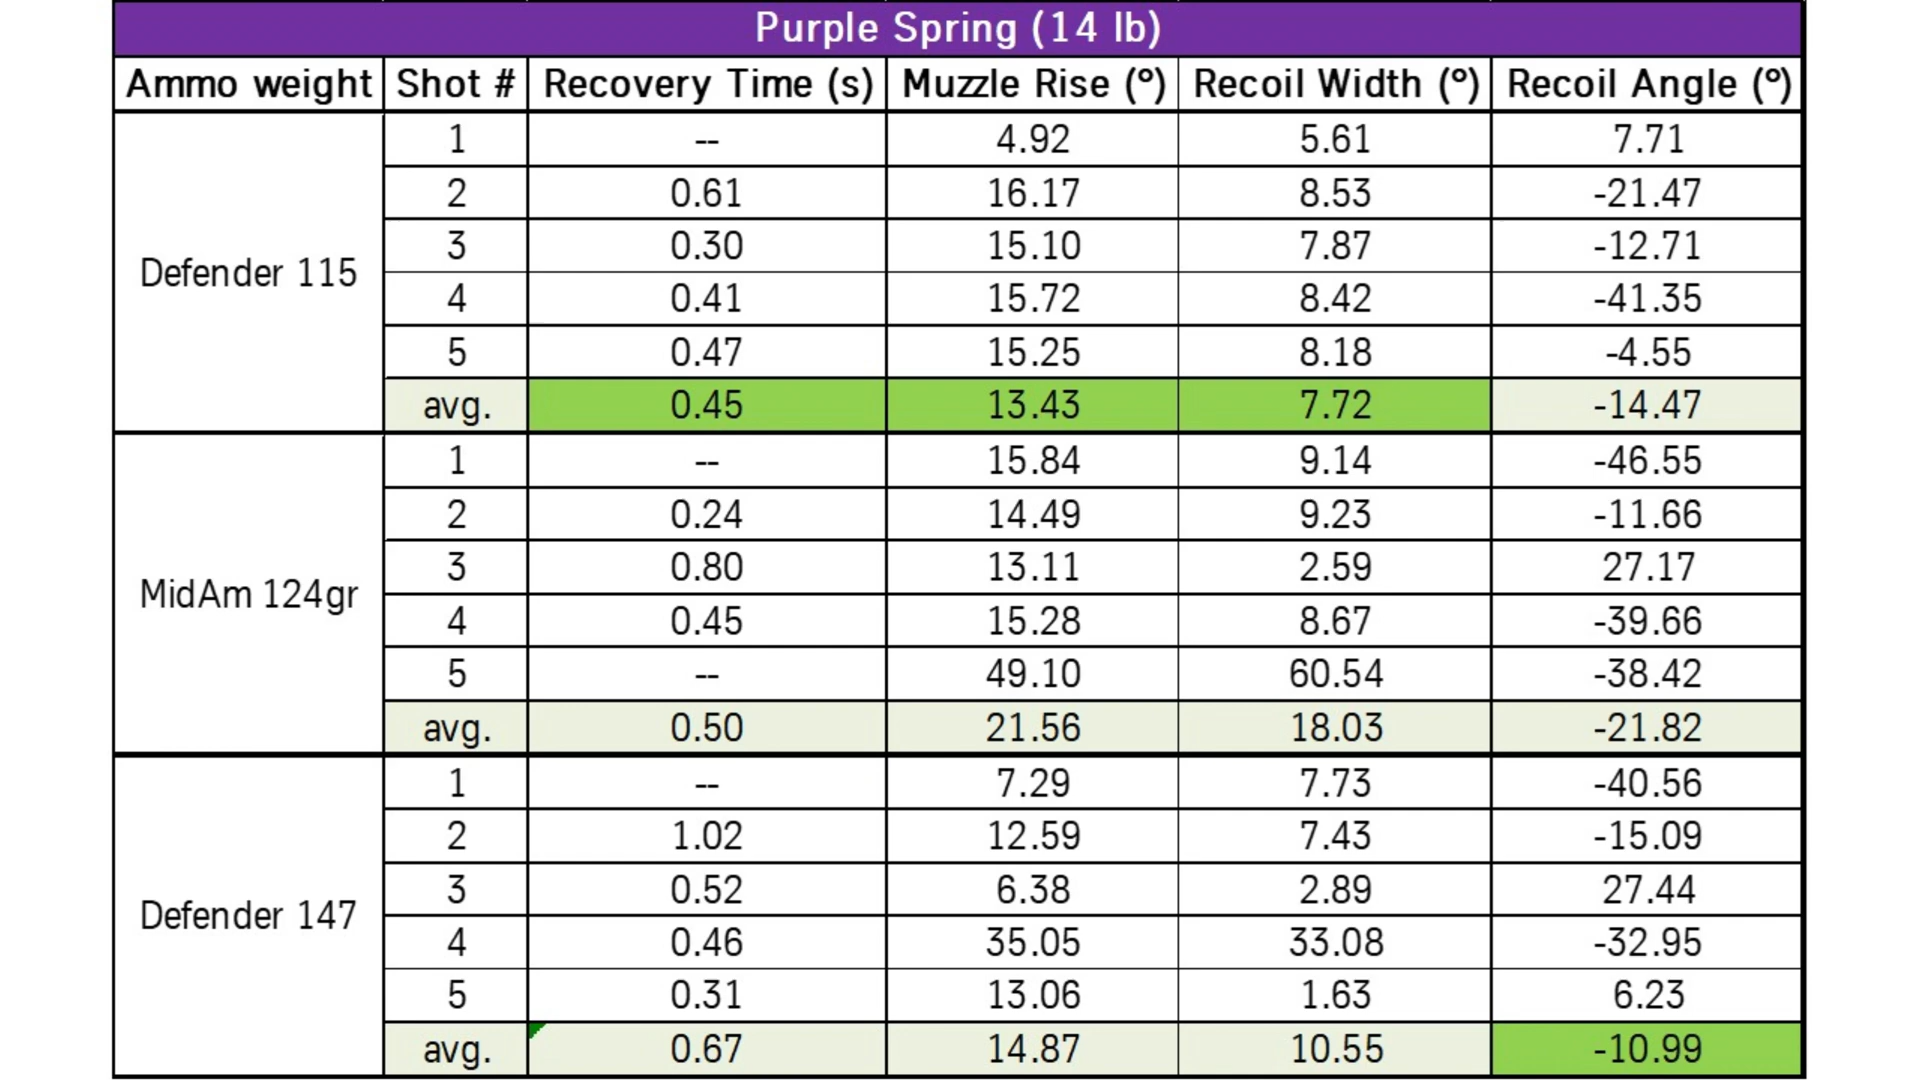 Purple Spring (14 lb)
Ammo weight Shot # Recovery Time (s) Muzzle Rise (°) Recoil Width (°) Recoil Angle (°)
Defender 115
1 -- 4.92 5.61 7.71
2 0.61 16.17 8.53 -21.47
3 0.30 15.10 7.87 -12.71
4 0.41 15.72 8.42 -41.35
5 0.47 15.25 8.18 -4.55
avg. 0.45 13.43 7.72 -14.47
MidAm 124gr
1 -- 15.84 9.14 -46.55
2 0.24 14.49 9.23 -11.66
3 0.80 13.11 2.59 27.17
4 0.45 15.28 8.67 -39.66
5 -- 49.10 60.54 -38.42
avg. 0.50 21.56 18.03 -21.82
Defender 147
1 -- 7.29 7.73 -40.56
2 1.02 12.59 7.43 -15.09
3 0.52 6.38 2.89 27.44
4 0.46 35.05 33.08 -32.95
5 0.31 13.06 1.63 6.23
avg. 0.67 14.87 10.55 -10.99